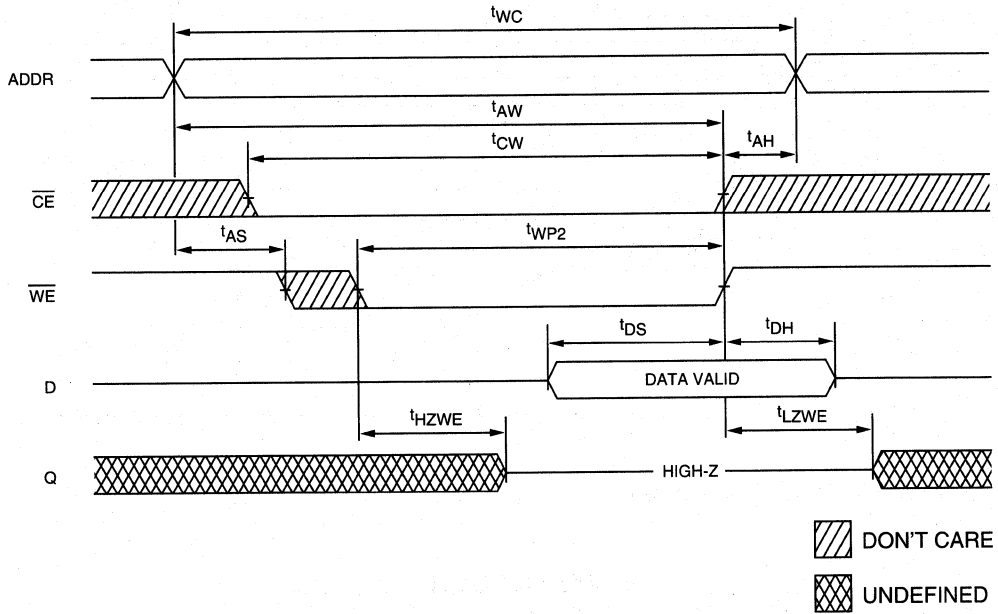 tWC
ADDR
tAW
tCW
tAH
CE
tAS
tWP2
WE
tDS
tDH
D
DATA VALID
tHZWE
tLZWE
Q
HIGH-Z
DON'T CARE
UNDEFINED